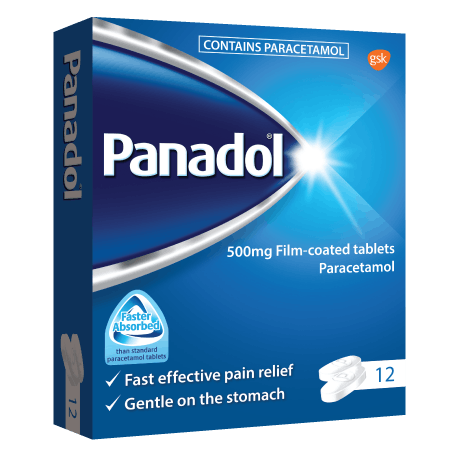 CONTAINS PARACETAMOL
gsk
Panadol
Panadol®
500mg Film-coated tablets
Paracetamol
Faster
Absorbed
than standard
paracetamol tablets
✓ Fast effective pain relief
✓ Gentle on the stomach
12
12